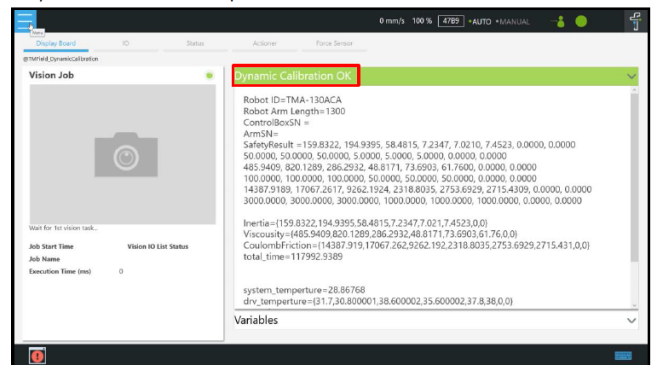 0 mm/s 100 % 4789 •AUTO •MANUAL
Menu
Display Board IO Status Actioner Force Sensor
@TMfield_DynamicCalibration
Vision Job
Wait for 1st vision task...
Job Start Time Vision IO List Status
Job Name
Execution Time (ms) 0
Dynamic Calibration OK
Robot ID=TMA-130ACA
Robot Arm Length=1300
ControlBoxSN =
ArmSN=
SafetyResult =159.8322, 194.9395, 58.4815, 7.2347, 7.0210, 7.4523, 0.0000, 0.0000
50.0000, 50.0000, 50.0000, 5.0000, 5.0000, 5.0000, 0.0000, 0.0000
485.9409, 820.1289, 286.2932, 48.8171, 73.6903, 61.7600, 0.0000, 0.0000
100.0000, 100.0000, 100.0000, 50.0000, 50.0000, 50.0000, 0.0000, 0.0000
14387.9189, 17067.2617, 9262.1924, 2318.8035, 2753.6929, 2715.4309, 0.0000, 0.0000
3000.0000, 3000.0000, 3000.0000, 1000.0000, 1000.0000, 1000.0000, 0.0000, 0.0000
Inertia={159.8322,194.9395,58.4815,7.2347,7.021,7.4523,0,0}
Viscousity={485.9409,820.1289,286.2932,48.8171,73.6903,61.76,0,0}
CoulombFriction={14387.919,17067.262,9262.192,2318.8035,2753.6929,2715.431,0,0}
total_time=117992.9389
system_temperture=28.86768
drv_temperture={31.7,30.800001,38.600002,35.600002,37.8,38,0,0}
Variables